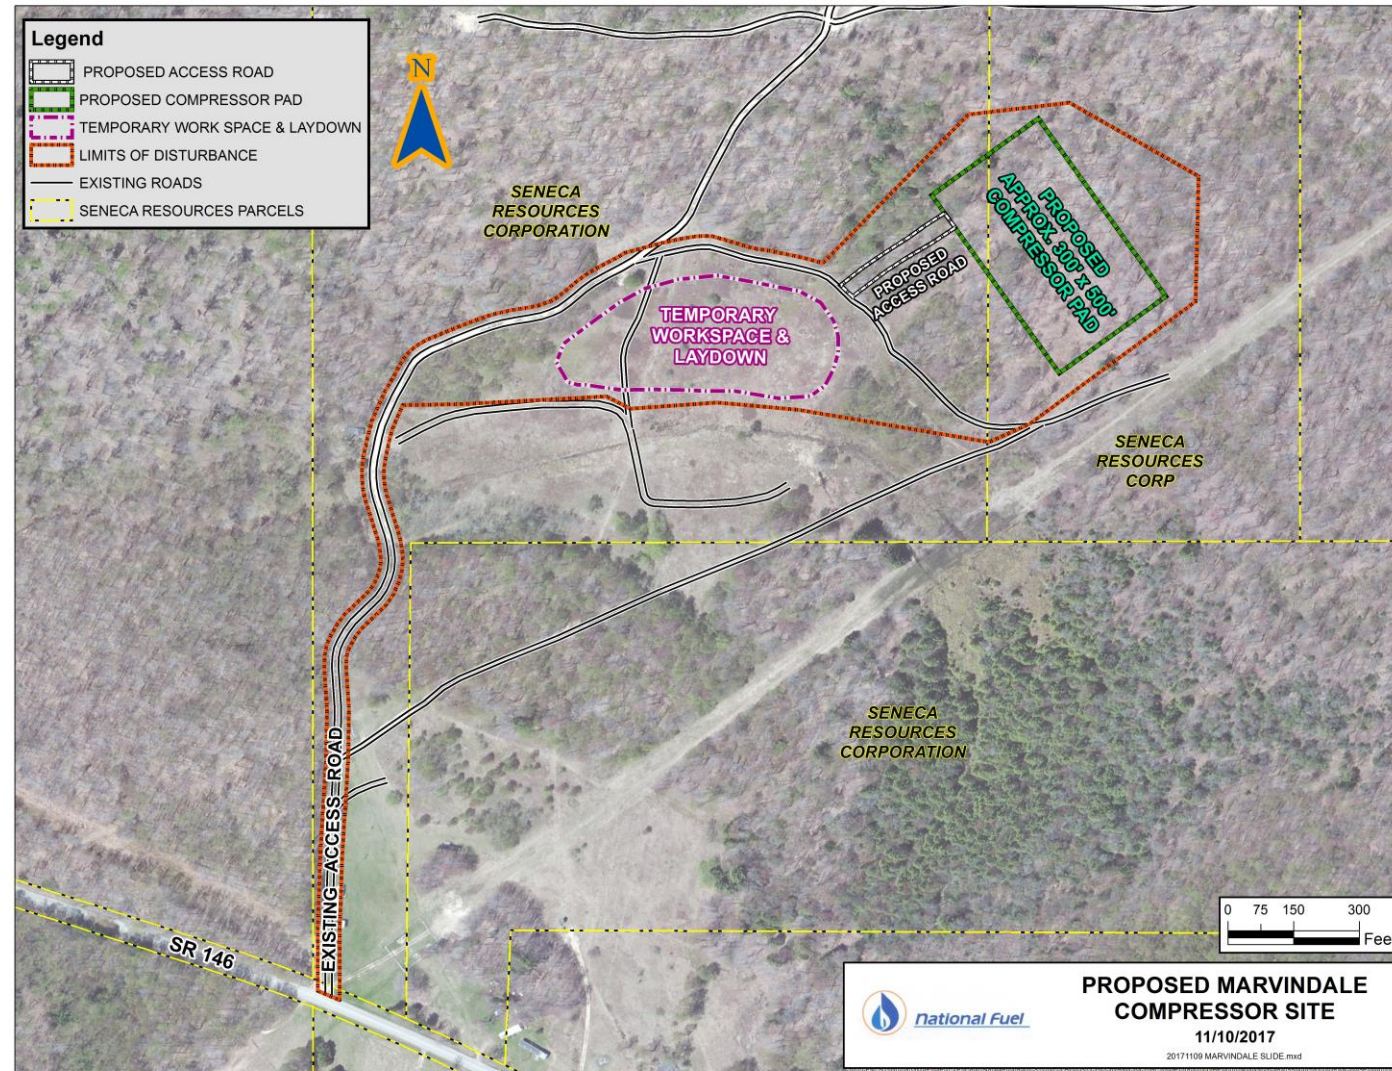 Legend
PROPOSED ACCESS ROAD
PROPOSED COMPRESSOR PAD
TEMPORARY WORK SPACE & LAYDOWN
LIMITS OF DISTURBANCE
EXISTING ROADS
SENECA RESOURCES PARCELS
N
SENECA
RESOURCES
CORPORATION
PROPOSED
APPROX. 300' x 500'
COMPRESSOR PAD
PROPOSED
ACCESS ROAD
TEMPORARY
WORKSPACE &
LAYDOWN
SENECA
RESOURCES
CORP
SENECA
RESOURCES
CORPORATION
EXISTING ACCESS ROAD
SR 146
0 75 150 300
Fee
National Fuel
PROPOSED MARVINDALE
COMPRESSOR SITE
11/10/2017
20171109 MARVINDALE SLIDE.mxd